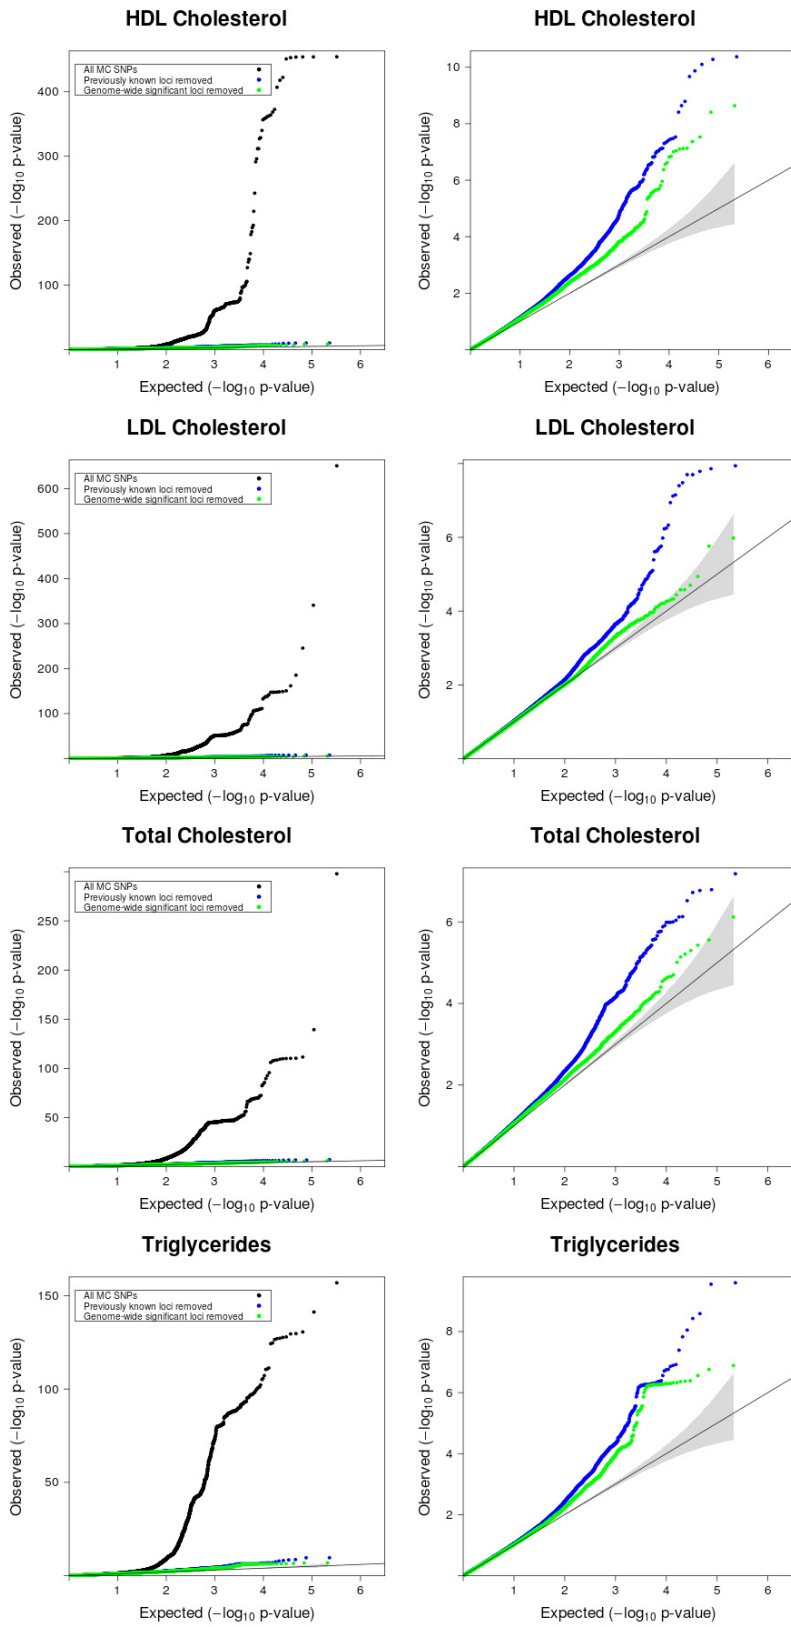 HDL Cholesterol
All MC SNPs
Previously known loci removed
Genome-wide significant loci removed
400
300
200
100
1 2 3 4 5 6
Observed (−log10 p-value)
Expected (−log10 p-value)
HDL Cholesterol
10
8
6
4
2
1 2 3 4 5 6
Observed (−log10 p-value)
Expected (−log10 p-value)
LDL Cholesterol
All MC SNPs
Previously known loci removed
Genome-wide significant loci removed
600
500
400
300
200
100
1 2 3 4 5 6
Observed (−log10 p-value)
Expected (−log10 p-value)
LDL Cholesterol
6
4
2
1 2 3 4 5 6
Observed (−log10 p-value)
Expected (−log10 p-value)
Total Cholesterol
All MC SNPs
Previously known loci removed
Genome-wide significant loci removed
250
200
150
100
50
1 2 3 4 5 6
Observed (−log10 p-value)
Expected (−log10 p-value)
Total Cholesterol
6
4
2
1 2 3 4 5 6
Observed (−log10 p-value)
Expected (−log10 p-value)
Triglycerides
All MC SNPs
Previously known loci removed
Genome-wide significant loci removed
150
100
50
1 2 3 4 5 6
Observed (−log10 p-value)
Expected (−log10 p-value)
Triglycerides
8
6
4
2
1 2 3 4 5 6
Observed (−log10 p-value)
Expected (−log10 p-value)